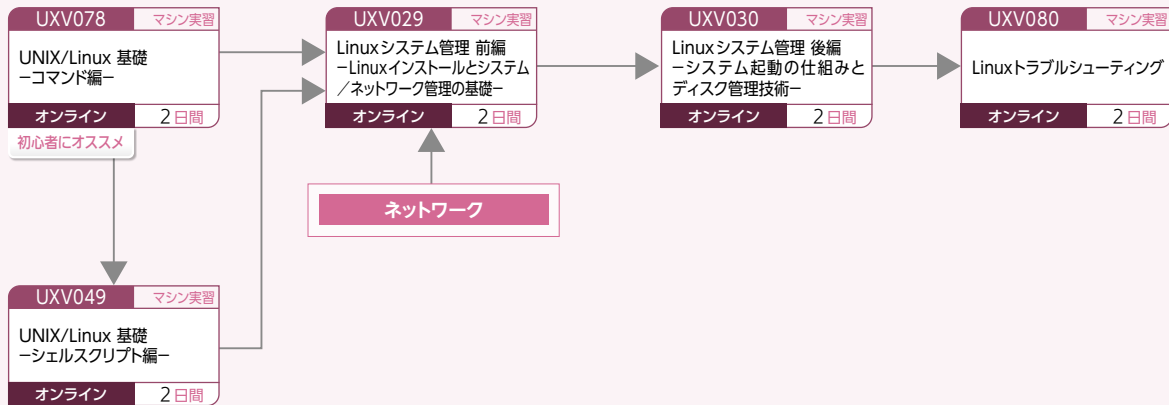 UXV078 マシン実習
UNIX/Linux 基礎
−コマンド編−
オンライン 2日間
初心者にオススメ
UXV029 マシン実習
Linuxシステム管理 前編
−Linuxインストールとシステム
／ネットワーク管理の基礎−
オンライン 2日間
UXV030 マシン実習
Linuxシステム管理 後編
−システム起動の仕組みと
ディスク管理技術−
オンライン 2日間
UXV080 マシン実習
Linuxトラブルシューティング
オンライン 2日間
ネットワーク
UXV049 マシン実習
UNIX/Linux 基礎
−シェルスクリプト編−
オンライン 2日間